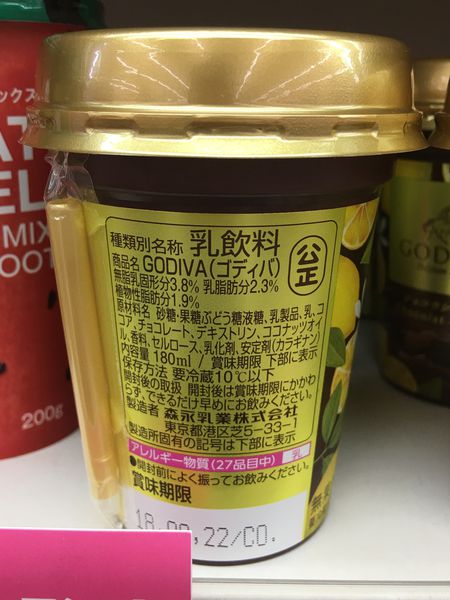 種類別名称 乳飲料
商品名 GODIVA(ゴディバ)
公正
無脂乳固形分3.8% 乳脂肪分2.3%
植物性脂肪分1.9%
原材料名 砂糖・果糖ぶどう糖液糖、乳製品、乳、コ
コア、チョコレート、デキストリン、ココナッツオイ
ル、香料、セルロース、乳化剤、安定剤(カラギナン)
内容量 180ml / 賞味期限 下部に表示
保存方法 要冷蔵10℃以下
開封後の取扱 開封後は賞味期限にかかわ
らず、できるだけ早めにお飲みください。
製造者 森永乳業株式会社
東京都港区芝5-33-1
製造所固有の記号は下部に表示
アレルギー物質(27品目中) 乳
●開封前によく振ってお飲みください。
賞味期限
22/CO.
ックス
MIX
200g
GODIVA